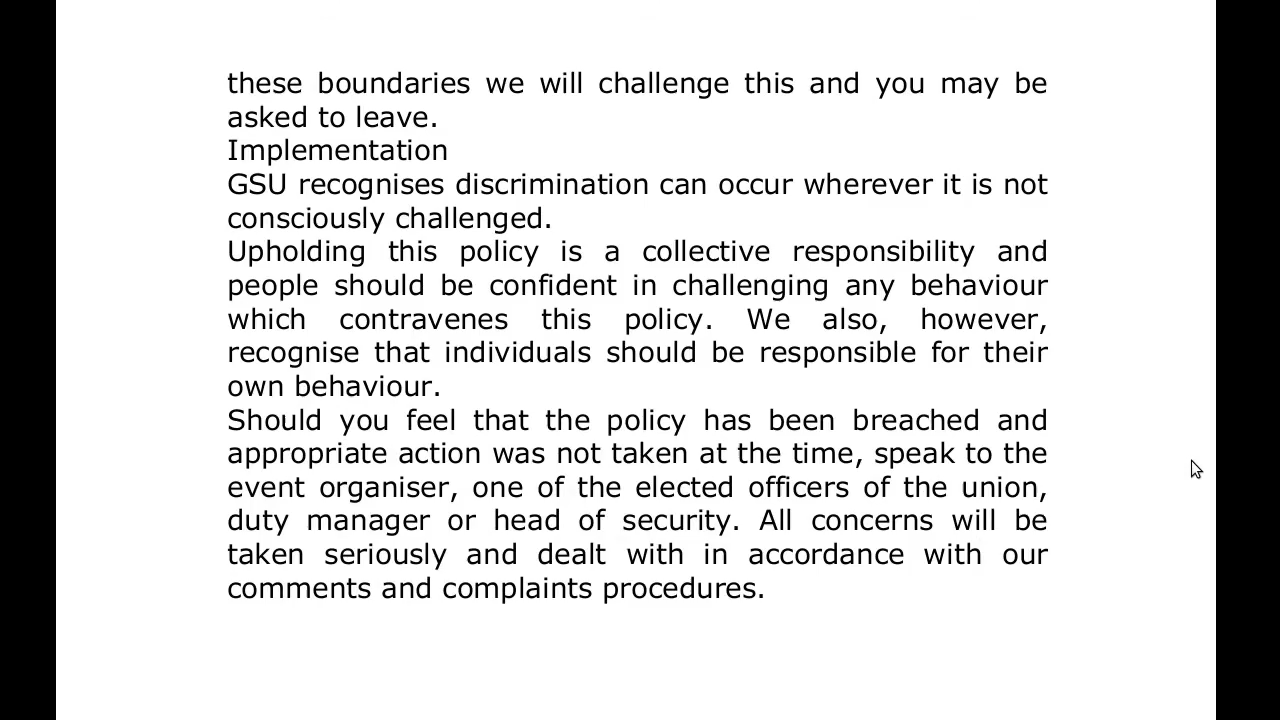 these boundaries we will challenge this and you may be
asked to leave.
Implementation
GSU recognises discrimination can occur wherever it is not
consciously challenged.
Upholding this policy is a collective responsibility and
people should be confident in challenging any behaviour
which contravenes this policy. We also, however,
recognise that individuals should be responsible for their
own behaviour.
Should you feel that the policy has been breached and
appropriate action was not taken at the time, speak to the
event organiser, one of the elected officers of the union,
duty manager or head of security. All concerns will be
taken seriously and dealt with in accordance with our
comments and complaints procedures.